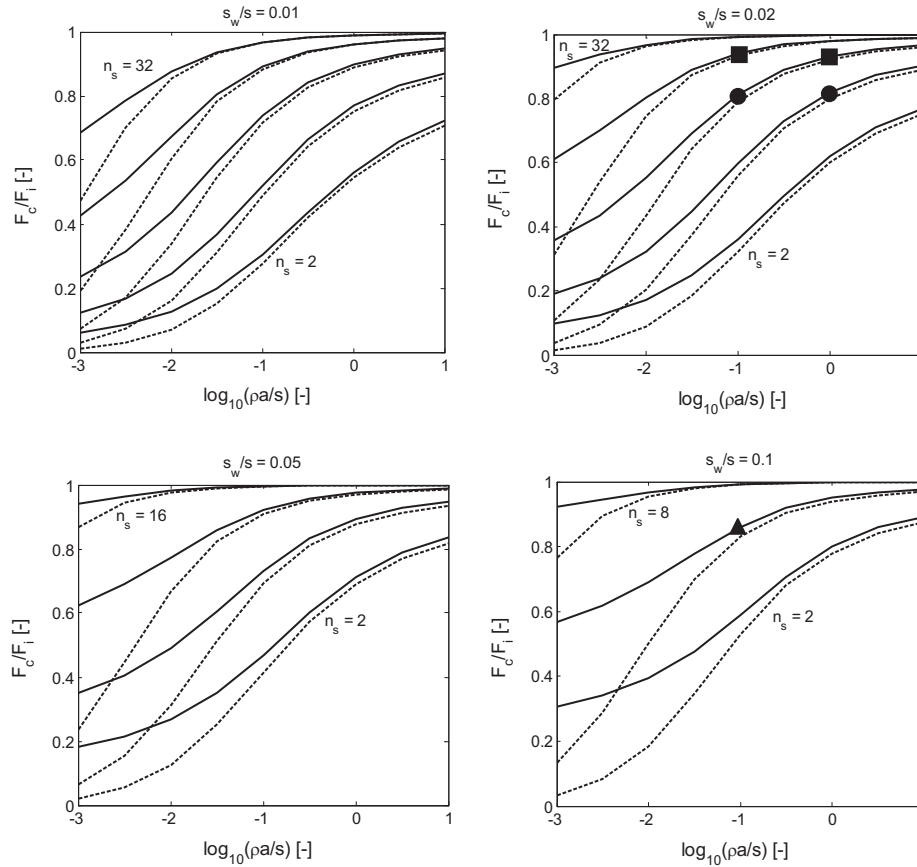 s_w/s = 0.01
1
0.8
0.6
0.4
0.2
0
F_c/F_i [-]
n_s = 32
n_s = 2
-3
-2
-1
0
1
log_10(ρa/s) [-]
s_w/s = 0.02
1
0.8
0.6
0.4
0.2
0
F_c/F_i [-]
n_s = 32
n_s = 2
-3
-2
-1
0
log_10(ρa/s) [-]
s_w/s = 0.05
1
0.8
0.6
0.4
0.2
0
F_c/F_i [-]
n_s = 16
n_s = 2
-3
-2
-1
0
1
log_10(ρa/s) [-]
s_w/s = 0.1
1
0.8
0.6
0.4
0.2
0
F_c/F_i [-]
n_s = 8
n_s = 2
-3
-2
-1
0
log_10(ρa/s) [-]